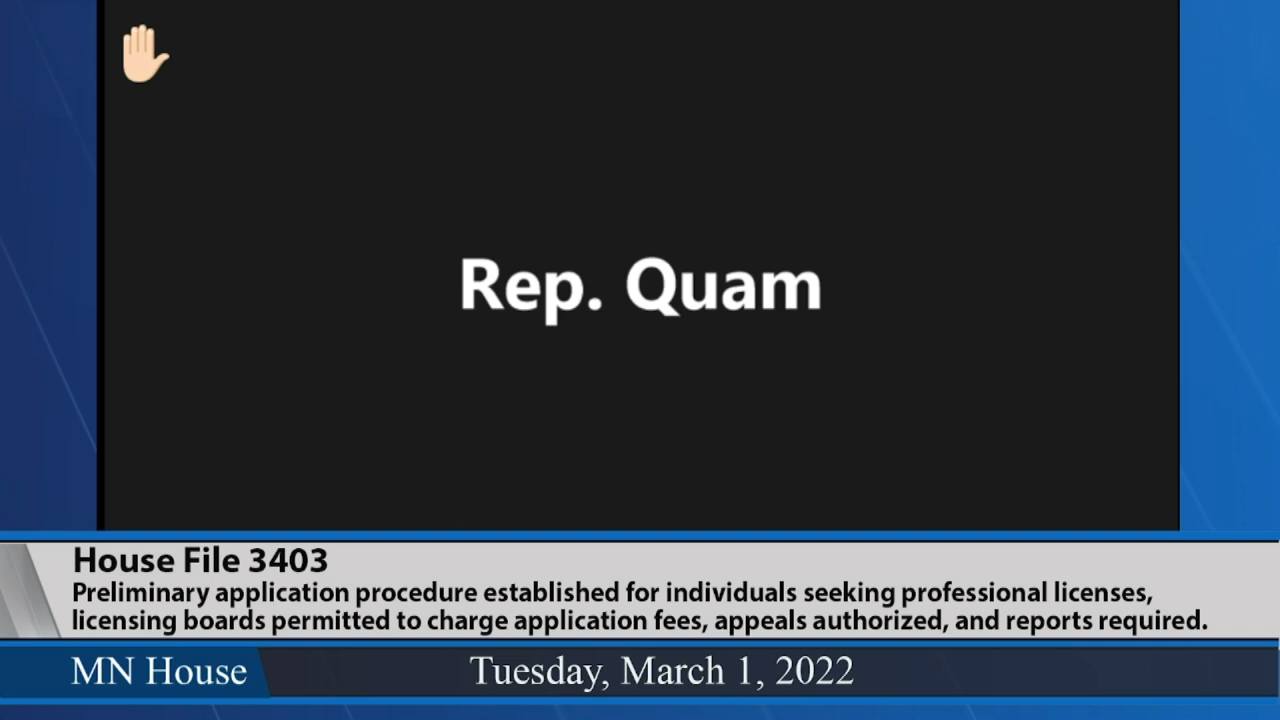 Rep. Quam
House File 3403
Preliminary application procedure established for individuals seeking professional licenses,
licensing boards permitted to charge application fees, appeals authorized, and reports required.
MN House
Tuesday, March 1, 2022